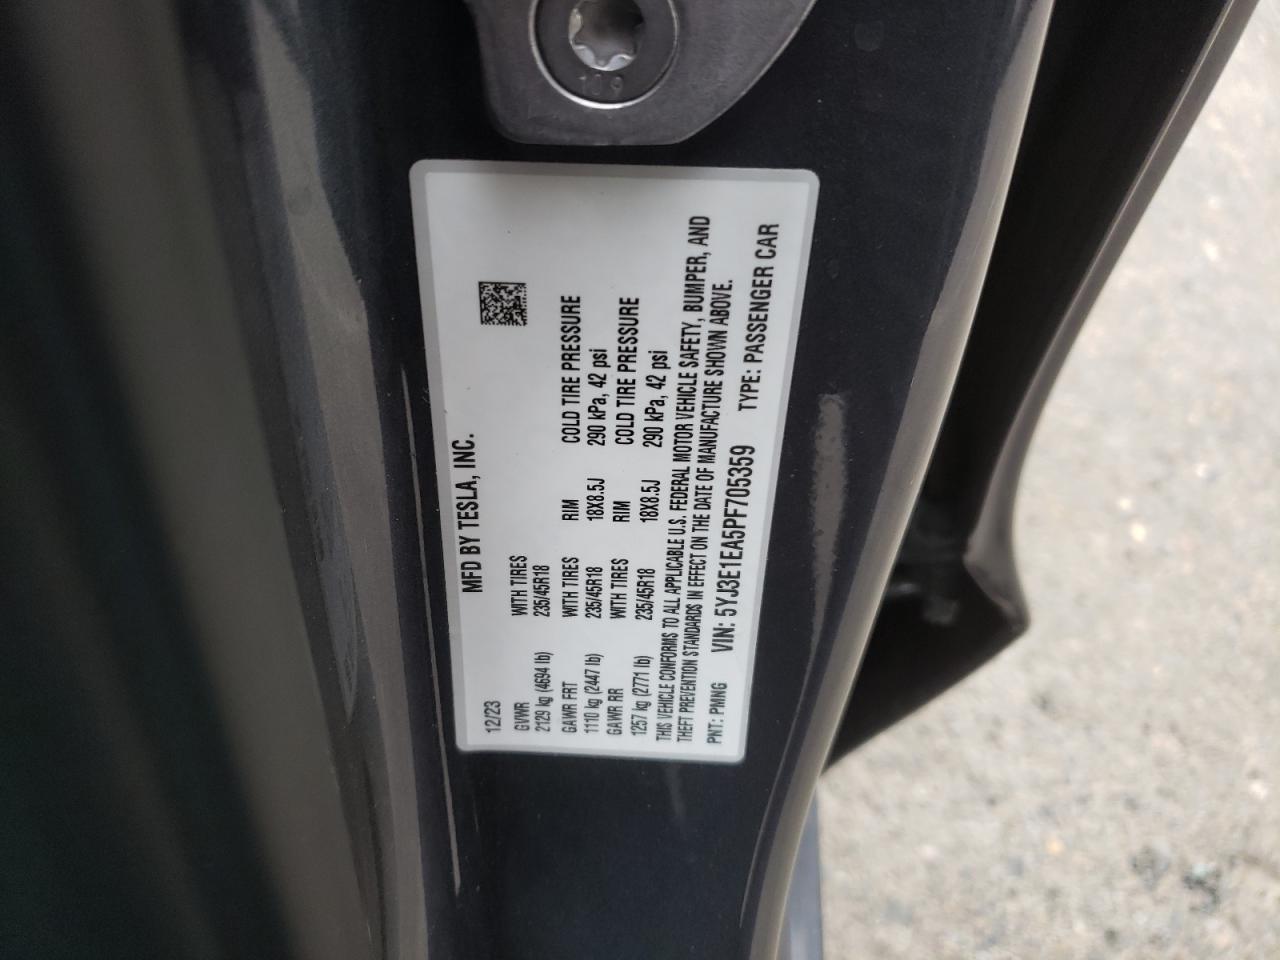 109
MFD BY TESLA, INC.
12/23
GVWR WITH TIRES
2129 kg (4694 lb) 235/45R18
GAWR FRT WITH TIRES RIM COLD TIRE PRESSURE
1110 kg (2447 lb) 235/45R18 18X8.5J 290 kPa, 42 psi
GAWR RR WITH TIRES RIM COLD TIRE PRESSURE
1257 kg (2771 lb) 235/45R18 18X8.5J 290 kPa, 42 psi
THIS VEHICLE CONFORMS TO ALL APPLICABLE U.S. FEDERAL MOTOR VEHICLE SAFETY, BUMPER, AND
THEFT PREVENTION STANDARDS IN EFFECT ON THE DATE OF MANUFACTURE SHOWN ABOVE.
PNT: PMNG VIN: 5YJ3E1EA5PF705359 TYPE: PASSENGER CAR